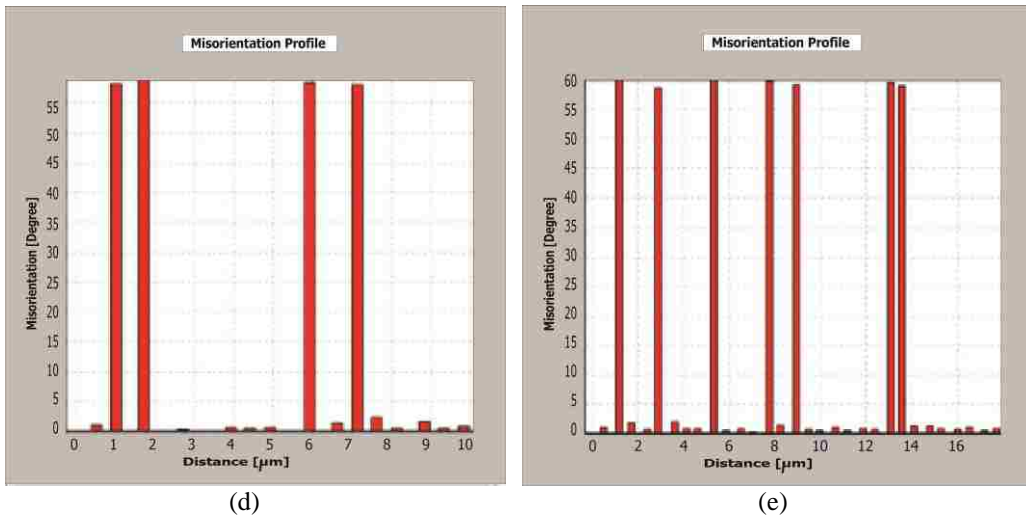 Misorientation Profile
Misorientation [Degree]
55
50
45
40
35
30
25
20
15
10
5
0
0 1 2 3 4 5 6 7 8 9 10
Distance [µm]
(d)
Misorientation Profile
Misorientation [Degree]
60
55
50
45
40
35
30
25
20
15
10
5
0
0 2 4 6 8 10 12 14 16
Distance [µm]
(e)